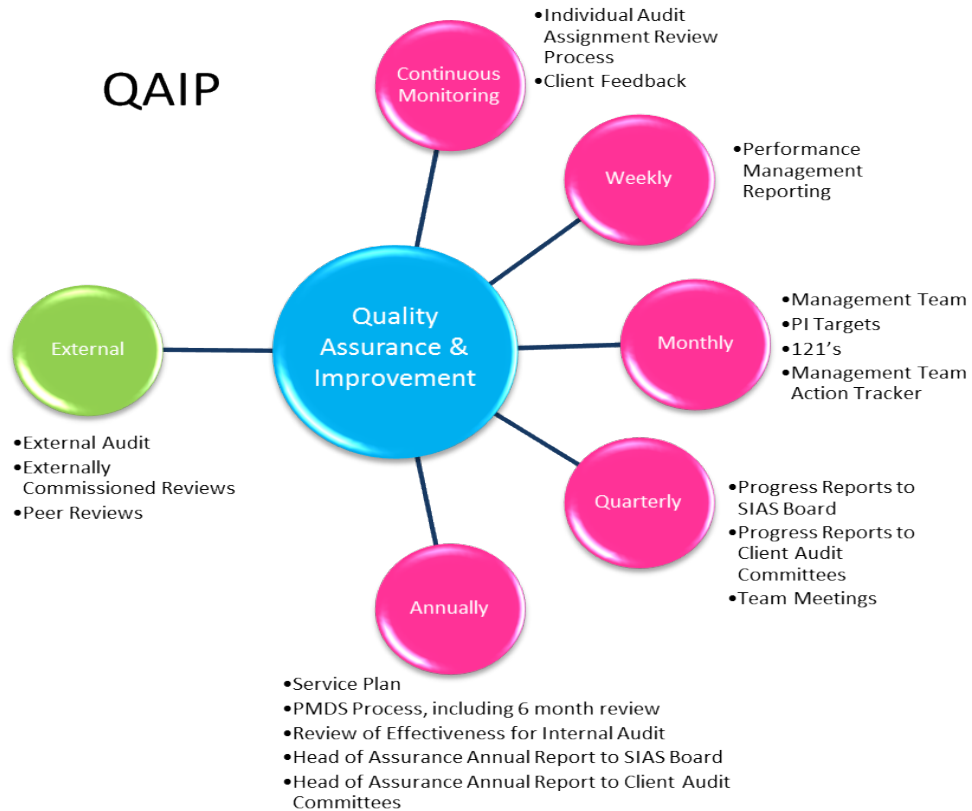 QAIP
Continuous
Monitoring
•Individual Audit
Assignment Review
Process
•Client Feedback
Weekly
•Performance
Management
Reporting
Monthly
•Management Team
•PI Targets
•121’s
•Management Team
Action Tracker
Quality
Assurance &
Improvement
External
•External Audit
•Externally
Commissioned Reviews
•Peer Reviews
Quarterly
•Progress Reports to
SIAS Board
•Progress Reports to
Client Audit
Committees
•Team Meetings
Annually
•Service Plan
•PMDS Process, including 6 month review
•Review of Effectiveness for Internal Audit
•Head of Assurance Annual Report to SIAS Board
•Head of Assurance Annual Report to Client Audit
Committees